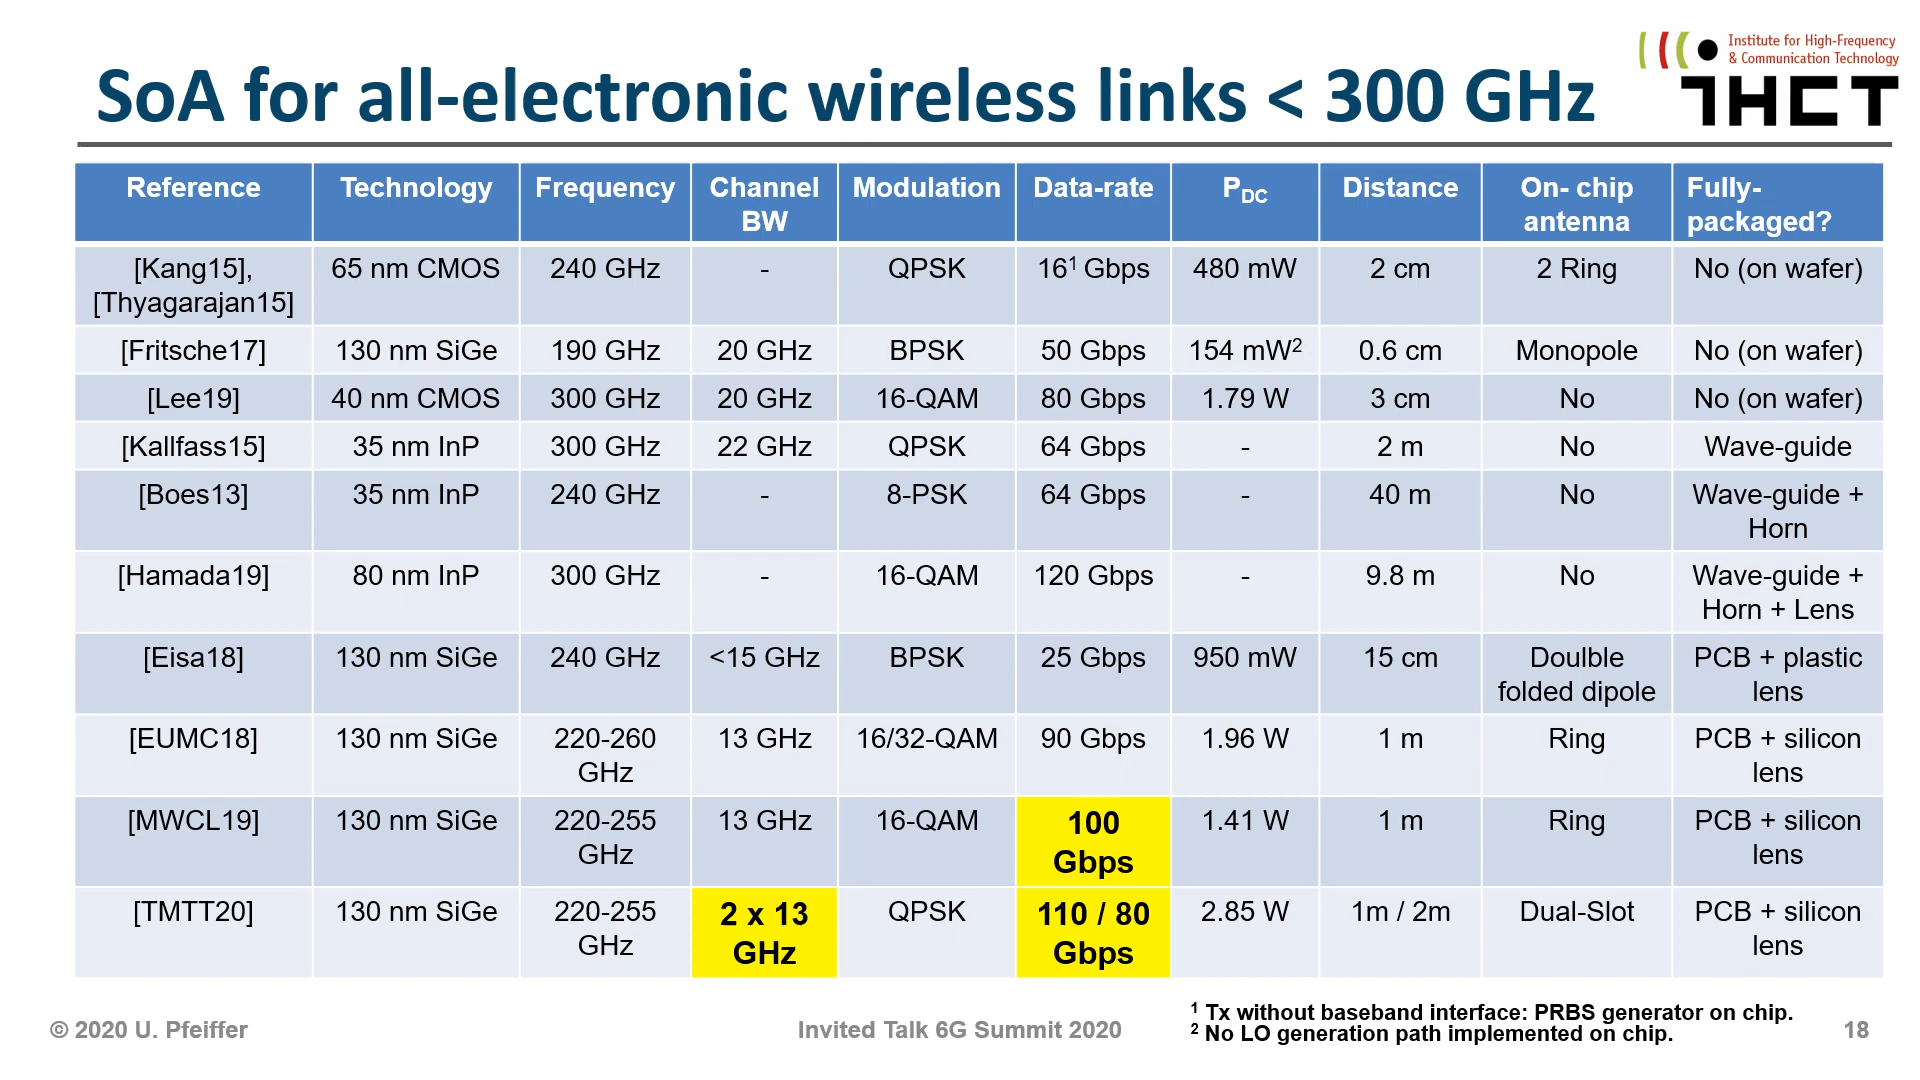 SoA for all-electronic wireless links < 300 GHz
Institute for High-Frequency
& Communication Technology
IHCT
Reference Technology Frequency Channel BW Modulation Data-rate PDC Distance On- chip antenna Fully-packaged?
[Kang15], [Thyagarajan15] 65 nm CMOS 240 GHz - QPSK 16¹ Gbps 480 mW 2 cm 2 Ring No (on wafer)
[Fritsche17] 130 nm SiGe 190 GHz 20 GHz BPSK 50 Gbps 154 mW² 0.6 cm Monopole No (on wafer)
[Lee19] 40 nm CMOS 300 GHz 20 GHz 16-QAM 80 Gbps 1.79 W 3 cm No No (on wafer)
[Kallfass15] 35 nm InP 300 GHz 22 GHz QPSK 64 Gbps - 2 m No Wave-guide
[Boes13] 35 nm InP 240 GHz - 8-PSK 64 Gbps - 40 m No Wave-guide + Horn
[Hamada19] 80 nm InP 300 GHz - 16-QAM 120 Gbps - 9.8 m No Wave-guide + Horn + Lens
[Eisa18] 130 nm SiGe 240 GHz <15 GHz BPSK 25 Gbps 950 mW 15 cm Doulble folded dipole PCB + plastic lens
[EUMC18] 130 nm SiGe 220-260 GHz 13 GHz 16/32-QAM 90 Gbps 1.96 W 1 m Ring PCB + silicon lens
[MWCL19] 130 nm SiGe 220-255 GHz 13 GHz 16-QAM 100 Gbps 1.41 W 1 m Ring PCB + silicon lens
[TMTT20] 130 nm SiGe 220-255 GHz 2 x 13 GHz QPSK 110 / 80 Gbps 2.85 W 1m / 2m Dual-Slot PCB + silicon lens
¹ Tx without baseband interface: PRBS generator on chip.
² No LO generation path implemented on chip.
© 2020 U. Pfeiffer
Invited Talk 6G Summit 2020
18